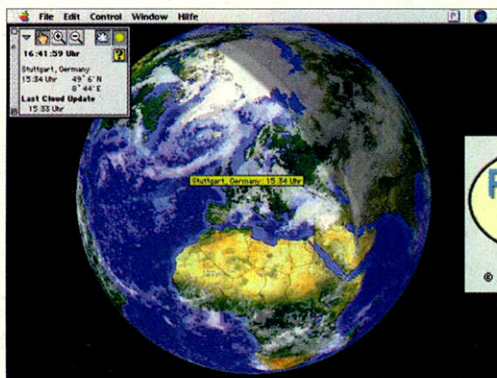 File Edit Control Window Hilfe
16:41:59 Uhr
Stuttgart, Germany
15:34 Uhr 49° 6' N
8° 44' E
Last Cloud Update
15:33 Uhr
?
Stuttgart, Germany: 15:34 Uhr
©